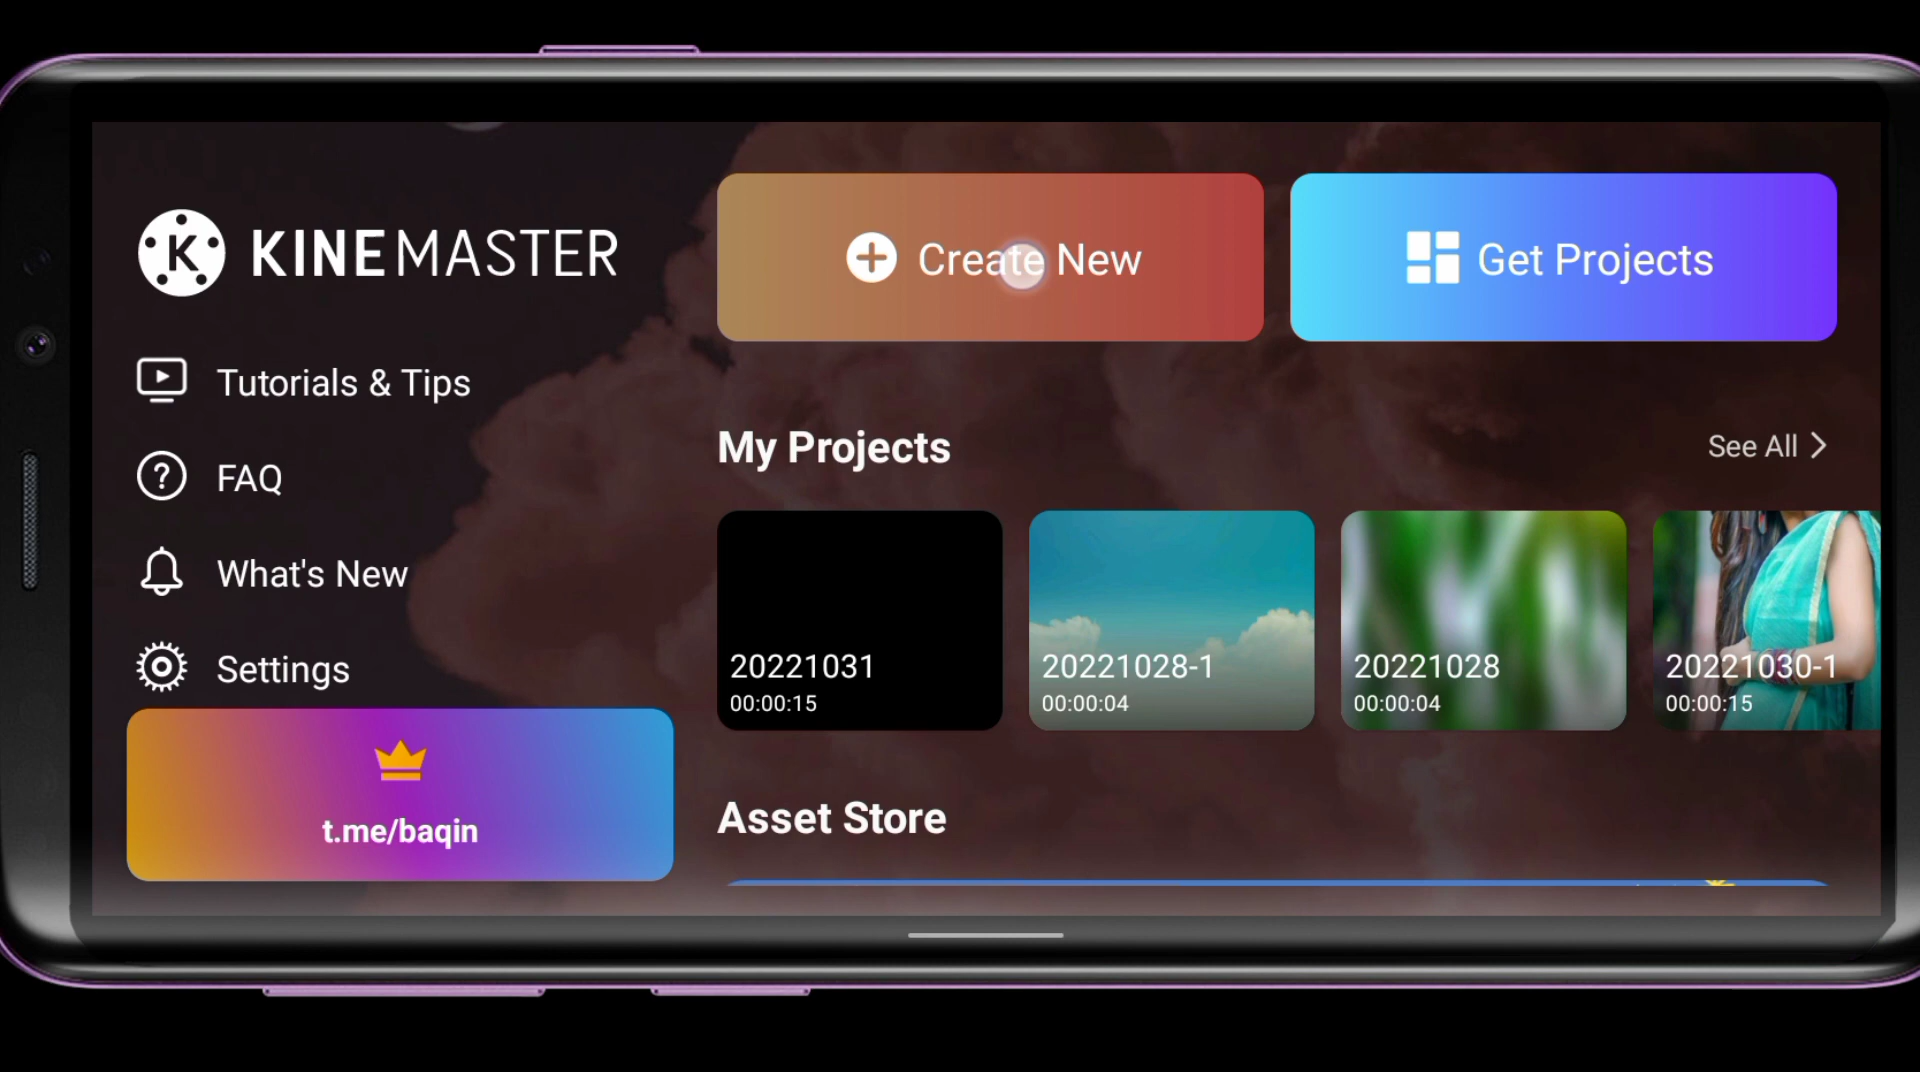 K KINEMASTER
Tutorials & Tips
FAQ
What's New
Settings
t.me/baqin
Create New
Get Projects
My Projects
See All
20221031
00:00:15
20221028-1
00:00:04
20221028
00:00:04
20221030-1
00:00:15
Asset Store